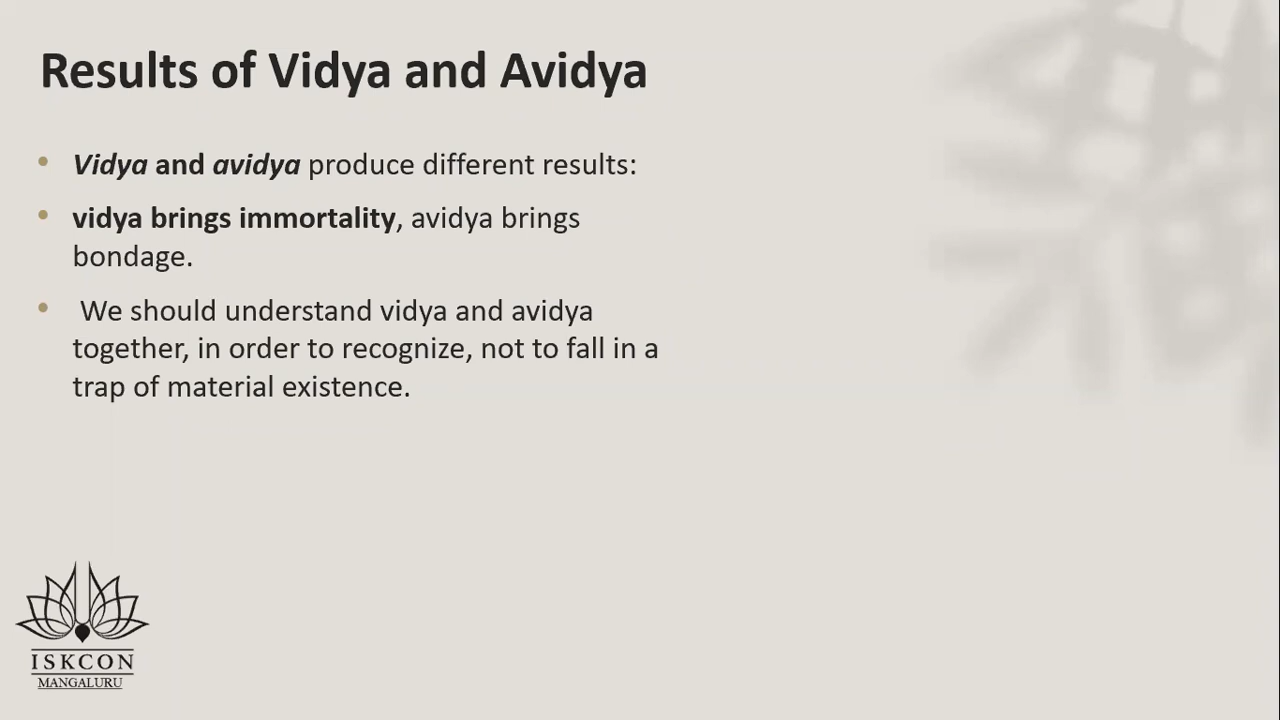 Results of Vidya and Avidya
• Vidya and avidya produce different results:
• vidya brings immortality, avidya brings
bondage.
• We should understand vidya and avidya
together, in order to recognize, not to fall in a
trap of material existence.
ISKCON
MANGALURU